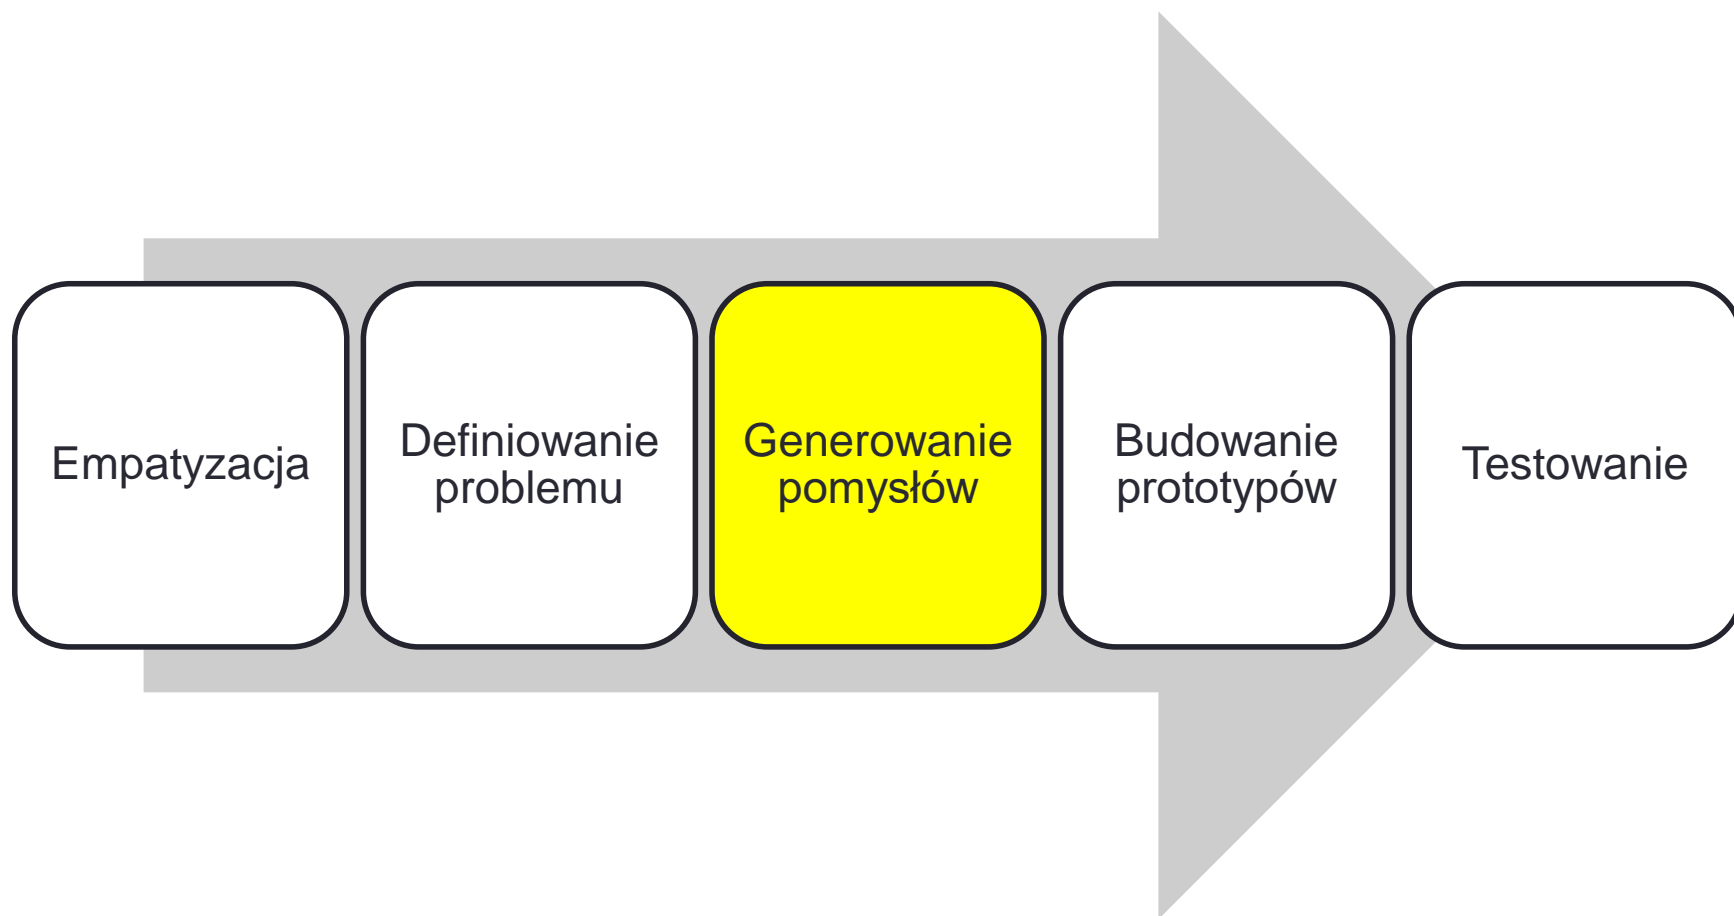 Empatyzacja
Definiowanie
problemu
Generowanie
pomysłów
Budowanie
prototypów
Testowanie